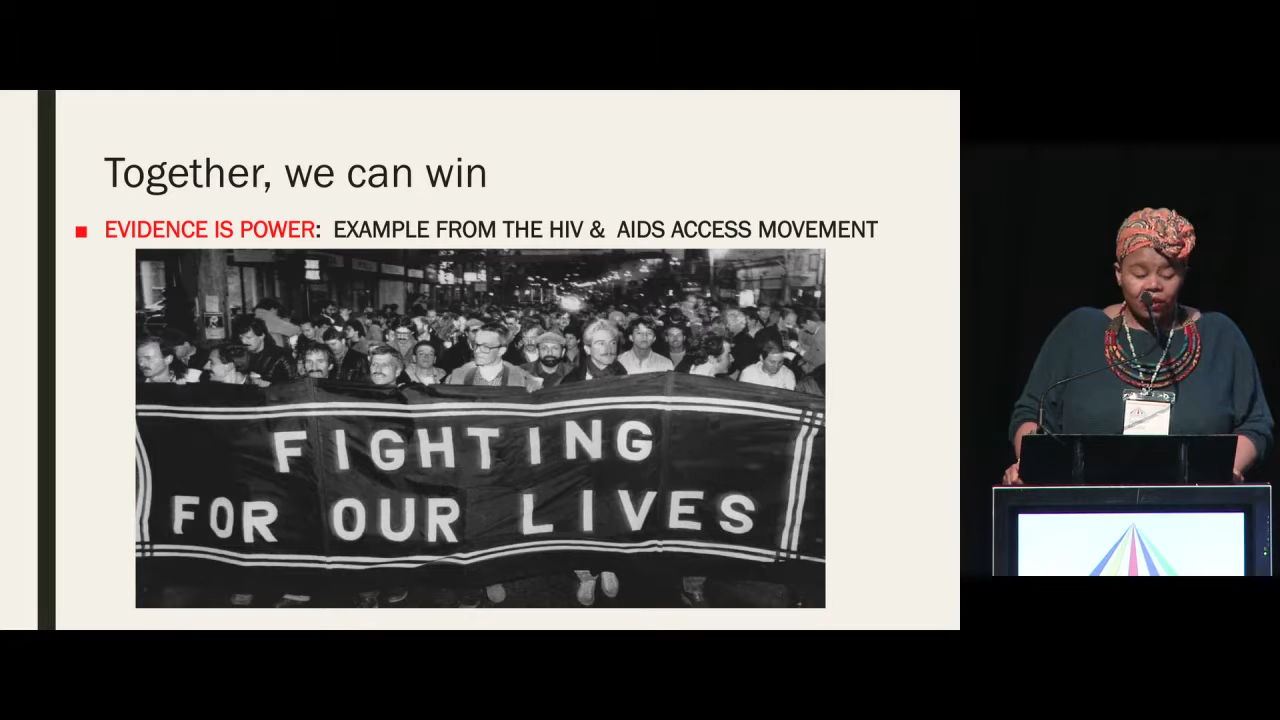 Together, we can win
EVIDENCE IS POWER: EXAMPLE FROM THE HIV & AIDS ACCESS MOVEMENT
FIGHTING
FOR OUR LIVES